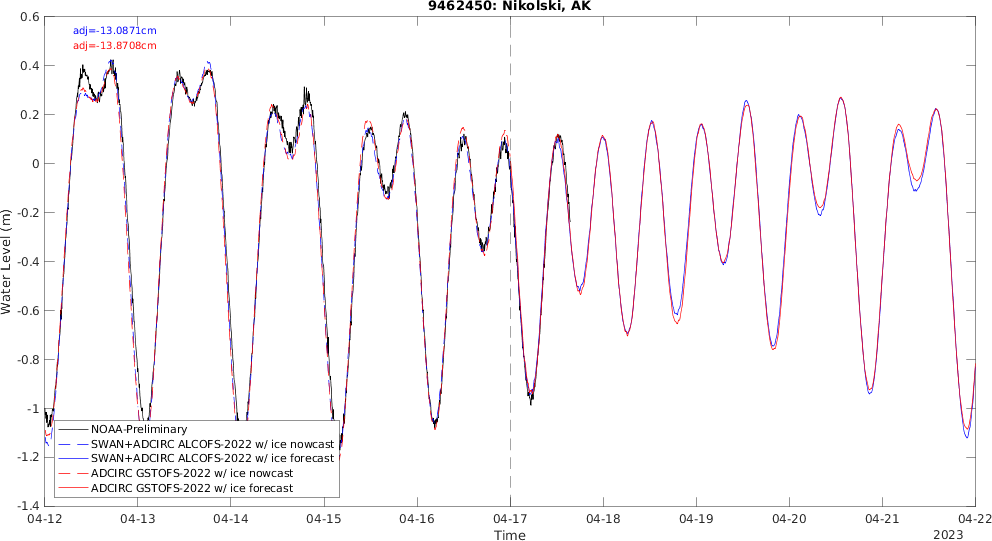 9462450: Nikolski, AK
adj=-13.0871cm
adj=-13.8708cm
0.6
0.4
0.2
0
-0.2
-0.4
-0.6
-0.8
-1
-1.2
-1.4
Water Level (m)
NOAA-Preliminary
SWAN+ADCIRC ALCOFS-2022 w/ ice nowcast
SWAN+ADCIRC ALCOFS-2022 w/ ice forecast
ADCIRC GSTOFS-2022 w/ ice nowcast
ADCIRC GSTOFS-2022 w/ ice forecast
04-12 04-13 04-14 04-15 04-16 04-17 04-18 04-19 04-20 04-21 04-22
Time
2023